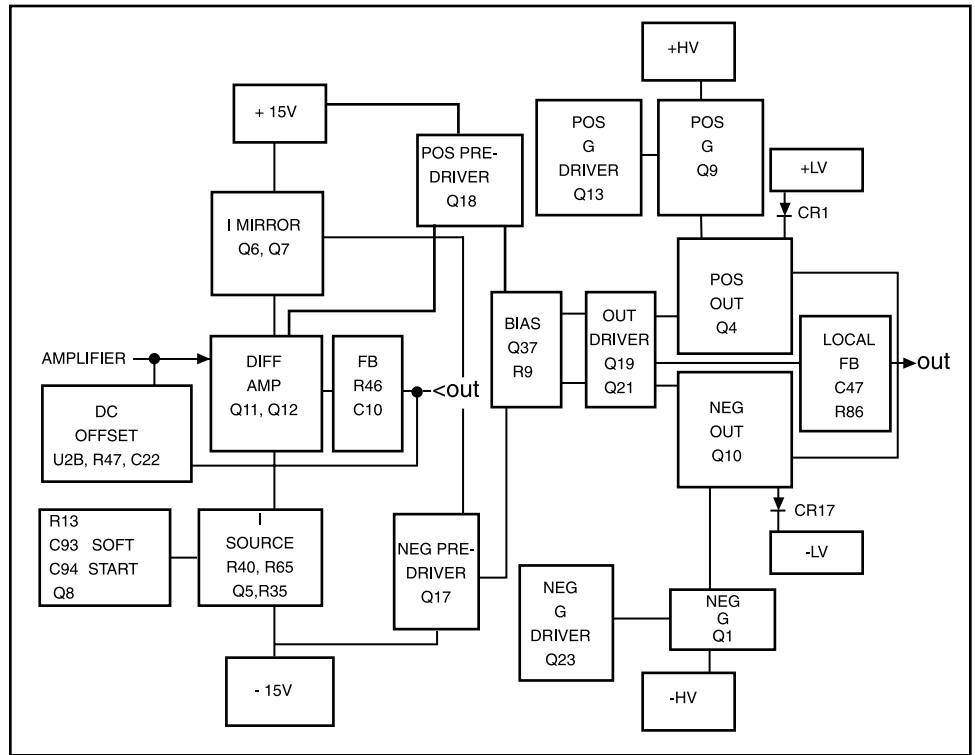 +HV
+ 15V
POS
G
DRIVER
Q13
POS
G
Q9
POS PRE-
DRIVER
Q18
+LV
CR1
I MIRROR
Q6, Q7
POS
OUT
Q4
BIAS
Q37
R9
OUT
DRIVER
Q19
Q21
LOCAL
FB
C47
R86
out
AMPLIFIER
DIFF
AMP
Q11, Q12
FB
R46
C10
<out
DC
OFFSET
U2B, R47, C22
NEG
OUT
Q10
CR17
-LV
R13
C93 SOFT
C94 START
Q8
I
SOURCE
R40, R65
Q5,R35
NEG PRE-
DRIVER
Q17
NEG
G
DRIVER
Q23
NEG
G
Q1
- 15V
-HV